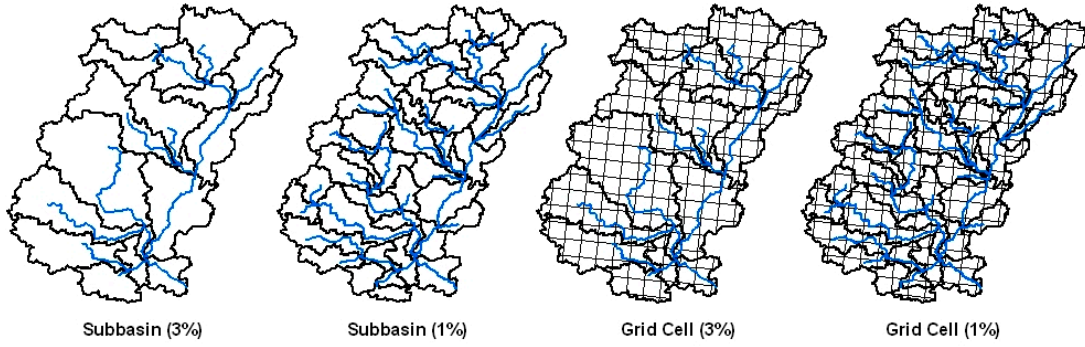 Subbasin (3%)
Subbasin (1%)
Grid Cell (3%)
Grid Cell (1%)